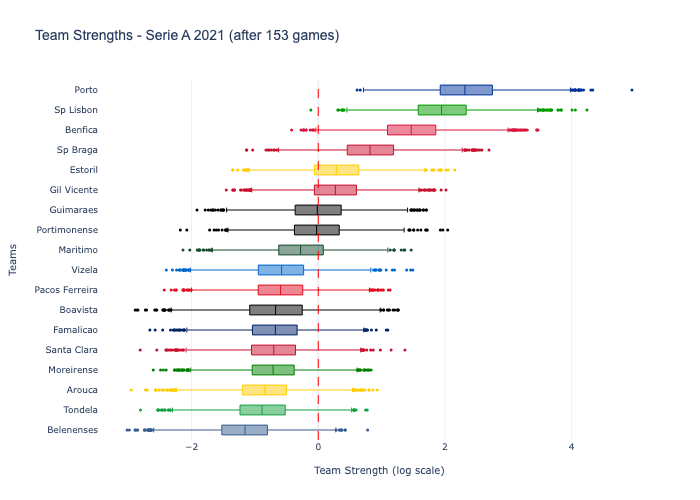 Team Strengths - Serie A 2021 (after 153 games)
Porto
Sp Lisbon
Benfica
Sp Braga
Estoril
Gil Vicente
Guimaraes
Portimonense
Maritimo
Vizela
Pacos Ferreira
Boavista
Famalicao
Santa Clara
Moreirense
Arouca
Tondela
Belenenses
Teams
−2 0 2 4
Team Strength (log scale)